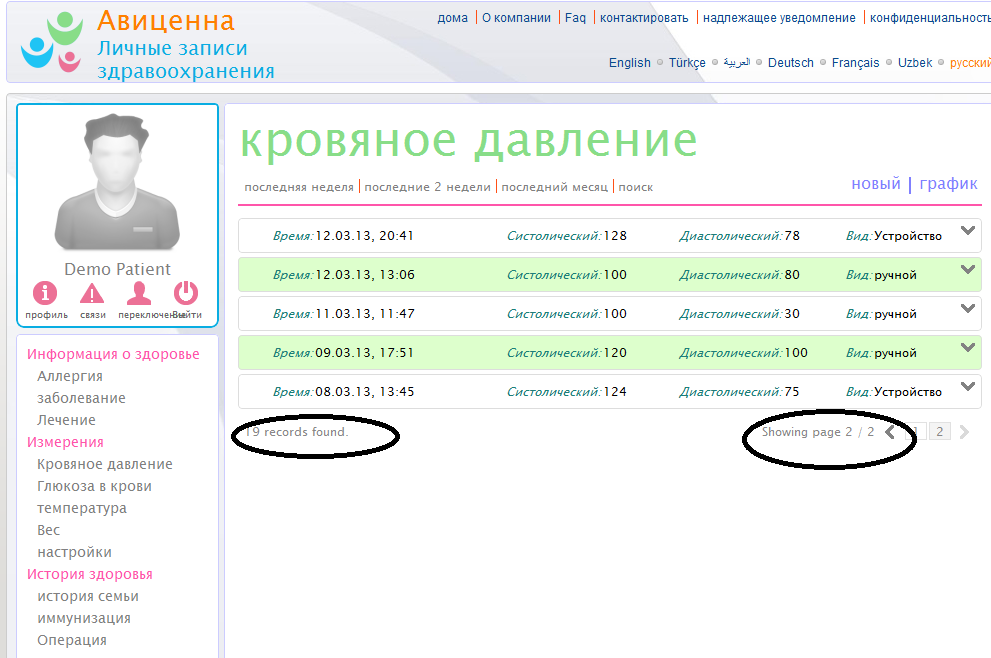 Авиценна
Личные записи
здравоохранения
дома | О компании | Faq | контактировать | надлежащее уведомление | конфиденциальность
English Türkçe العربية Deutsch Français Uzbek русский
Demo Patient
профиль связи переключение Выйти
Информация о здоровье
Аллергия
заболевание
Лечение
Измерения
Кровяное давление
Глюкоза в крови
температура
Вес
настройки
История здоровья
история семьи
иммунизация
Операция
кровяное давление
последняя неделя | последние 2 недели | последний месяц | поиск
новый | график
Время: 12.03.13, 20:41 Систолический: 128 Диастолический: 78 Вид: Устройство
Время: 12.03.13, 13:06 Систолический: 100 Диастолический: 80 Вид: ручной
Время: 11.03.13, 11:47 Систолический: 100 Диастолический: 30 Вид: ручной
Время: 09.03.13, 17:51 Систолический: 120 Диастолический: 100 Вид: ручной
Время: 08.03.13, 13:45 Систолический: 124 Диастолический: 75 Вид: Устройство
19 records found.
Showing page 2 / 2 1 2